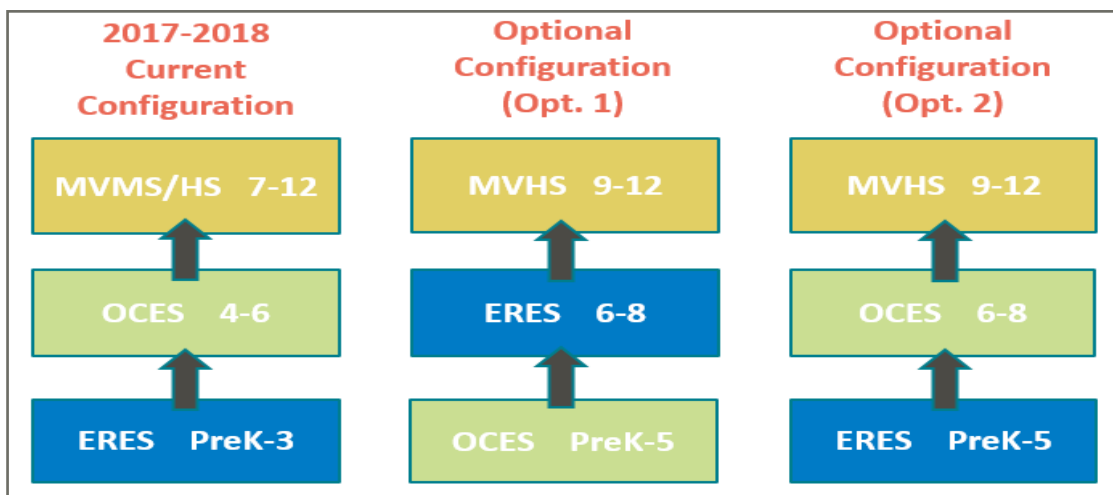 2017-2018
Current
Configuration
MVMS/HS 7-12
OCES 4-6
ERES PreK-3
Optional
Configuration
(Opt. 1)
MVHS 9-12
ERES 6-8
OCES PreK-5
Optional
Configuration
(Opt. 2)
MVHS 9-12
OCES 6-8
ERES PreK-5